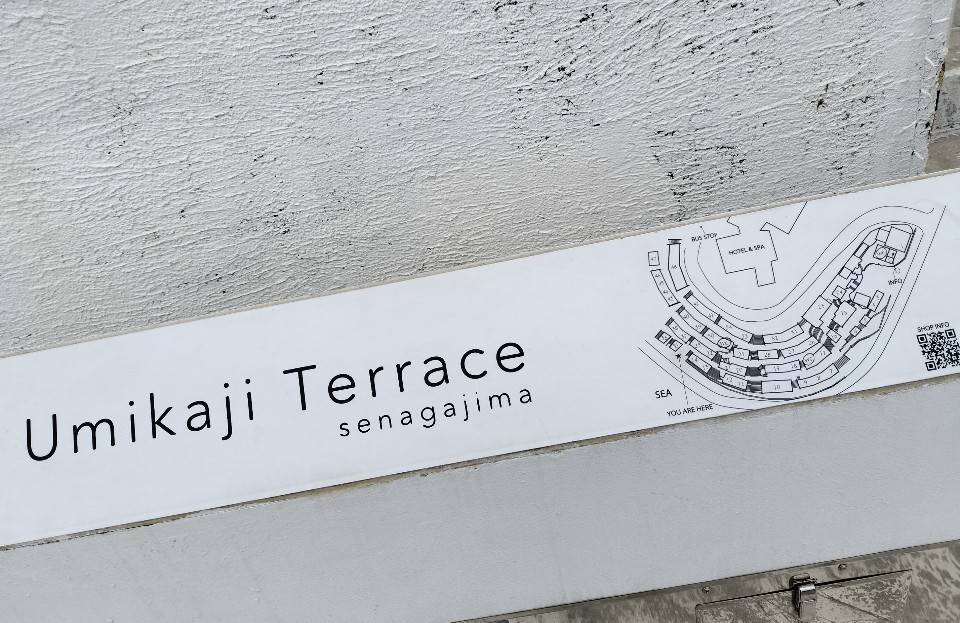 Umikaji Terrace
senagajima
BUS STOP
HOTEL & SPA
INFO
SHOP INFO
SEA
YOU ARE HERE